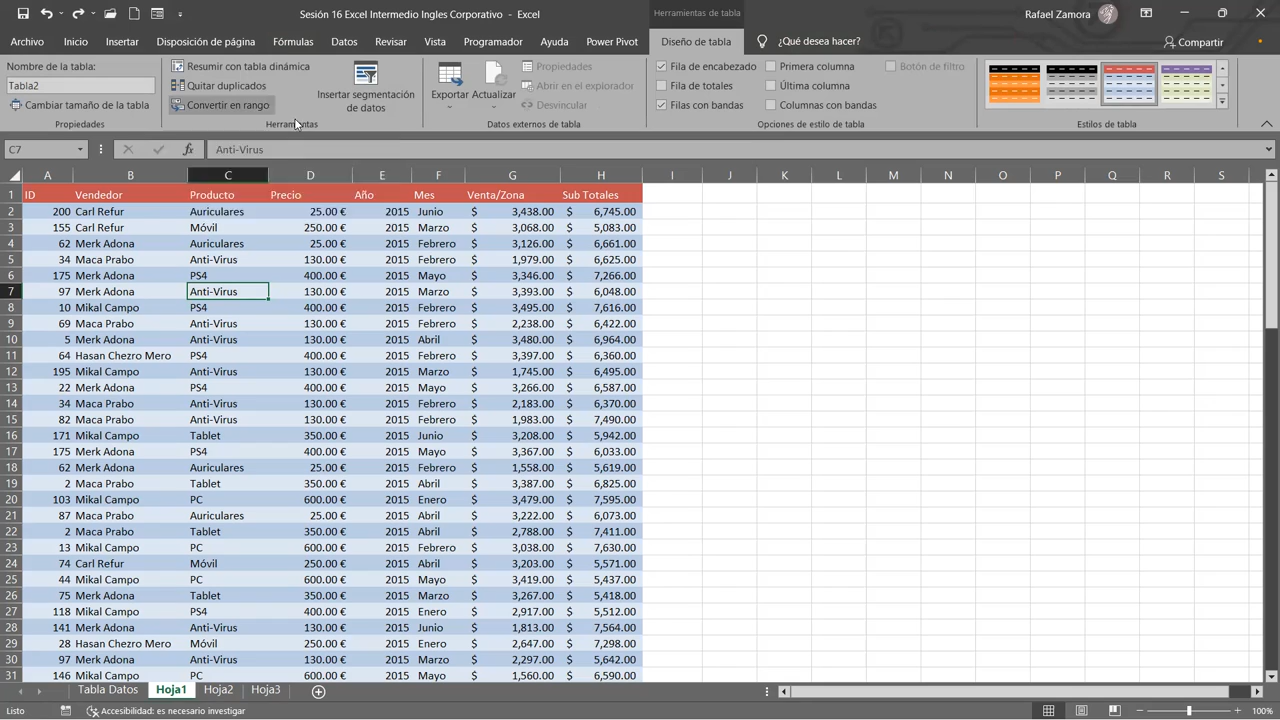 Sesión 16 Excel Intermedio Ingles Corporativo - Excel
Herramientas de tabla
Rafael Zamora
Archivo Inicio Insertar Disposición de página Fórmulas Datos Revisar Vista Programador Ayuda Power Pivot Diseño de tabla ¿Qué desea hacer? Compartir
Nombre de la tabla:
Tabla2
Cambiar tamaño de la tabla
Propiedades
Resumir con tabla dinámica
Quitar duplicados
Convertir en rango
Insertar segmentación
de datos
Herramientas
Exportar Actualizar
Propiedades
Abrir en el explorador
Desvincular
Datos externos de tabla
Fila de encabezado Primera columna Botón de filtro
Fila de totales Última columna
Filas con bandas Columnas con bandas
Opciones de estilo de tabla
Estilos de tabla
C7 fx Anti-Virus
A B C D E F G H I J K L M N O P Q R S
1 ID Vendedor Producto Precio Año Mes Venta/Zona Sub Totales
2 200 Carl Refur Auriculares 25.00 € 2015 Junio $ 3,438.00 $ 6,745.00
3 155 Carl Refur Móvil 250.00 € 2015 Marzo $ 3,068.00 $ 5,083.00
4 62 Merk Adona Auriculares 25.00 € 2015 Febrero $ 3,126.00 $ 6,661.00
5 34 Maca Prabo Anti-Virus 130.00 € 2015 Febrero $ 1,979.00 $ 6,625.00
6 175 Merk Adona PS4 400.00 € 2015 Mayo $ 3,346.00 $ 7,266.00
7 97 Merk Adona Anti-Virus 130.00 € 2015 Marzo $ 3,393.00 $ 6,048.00
8 10 Mikal Campo PS4 400.00 € 2015 Febrero $ 3,495.00 $ 7,616.00
9 69 Maca Prabo Anti-Virus 130.00 € 2015 Febrero $ 2,238.00 $ 6,422.00
10 5 Merk Adona Anti-Virus 130.00 € 2015 Abril $ 3,480.00 $ 6,964.00
11 64 Hasan Chezro Mero PS4 400.00 € 2015 Febrero $ 3,397.00 $ 6,360.00
12 195 Mikal Campo Anti-Virus 130.00 € 2015 Marzo $ 1,745.00 $ 6,495.00
13 22 Merk Adona PS4 400.00 € 2015 Mayo $ 3,266.00 $ 6,587.00
14 34 Maca Prabo Anti-Virus 130.00 € 2015 Febrero $ 2,183.00 $ 6,370.00
15 82 Maca Prabo Anti-Virus 130.00 € 2015 Febrero $ 1,983.00 $ 7,490.00
16 171 Mikal Campo Tablet 350.00 € 2015 Junio $ 3,208.00 $ 5,942.00
17 175 Merk Adona PS4 400.00 € 2015 Mayo $ 3,367.00 $ 6,033.00
18 62 Merk Adona Auriculares 25.00 € 2015 Febrero $ 1,558.00 $ 5,619.00
19 2 Maca Prabo Tablet 350.00 € 2015 Abril $ 3,387.00 $ 6,825.00
20 103 Mikal Campo PC 600.00 € 2015 Enero $ 3,479.00 $ 7,595.00
21 87 Maca Prabo Auriculares 25.00 € 2015 Abril $ 3,222.00 $ 6,073.00
22 2 Maca Prabo Tablet 350.00 € 2015 Abril $ 2,788.00 $ 7,411.00
23 13 Mikal Campo PC 600.00 € 2015 Febrero $ 3,038.00 $ 7,630.00
24 74 Carl Refur Móvil 250.00 € 2015 Abril $ 3,203.00 $ 5,571.00
25 44 Mikal Campo PC 600.00 € 2015 Mayo $ 3,419.00 $ 5,437.00
26 75 Merk Adona Tablet 350.00 € 2015 Marzo $ 3,267.00 $ 5,418.00
27 118 Mikal Campo PS4 400.00 € 2015 Enero $ 2,917.00 $ 5,512.00
28 141 Merk Adona Anti-Virus 130.00 € 2015 Junio $ 1,813.00 $ 7,564.00
29 28 Hasan Chezro Mero Móvil 250.00 € 2015 Enero $ 2,647.00 $ 7,298.00
30 97 Merk Adona Anti-Virus 130.00 € 2015 Marzo $ 2,297.00 $ 5,642.00
31 146 Mikal Campo PC 600.00 € 2015 Enero $ 1,560.00 $ 6,590.00
Tabla Datos Hoja1 Hoja2 Hoja3
Listo Accesibilidad: es necesario investigar 100%